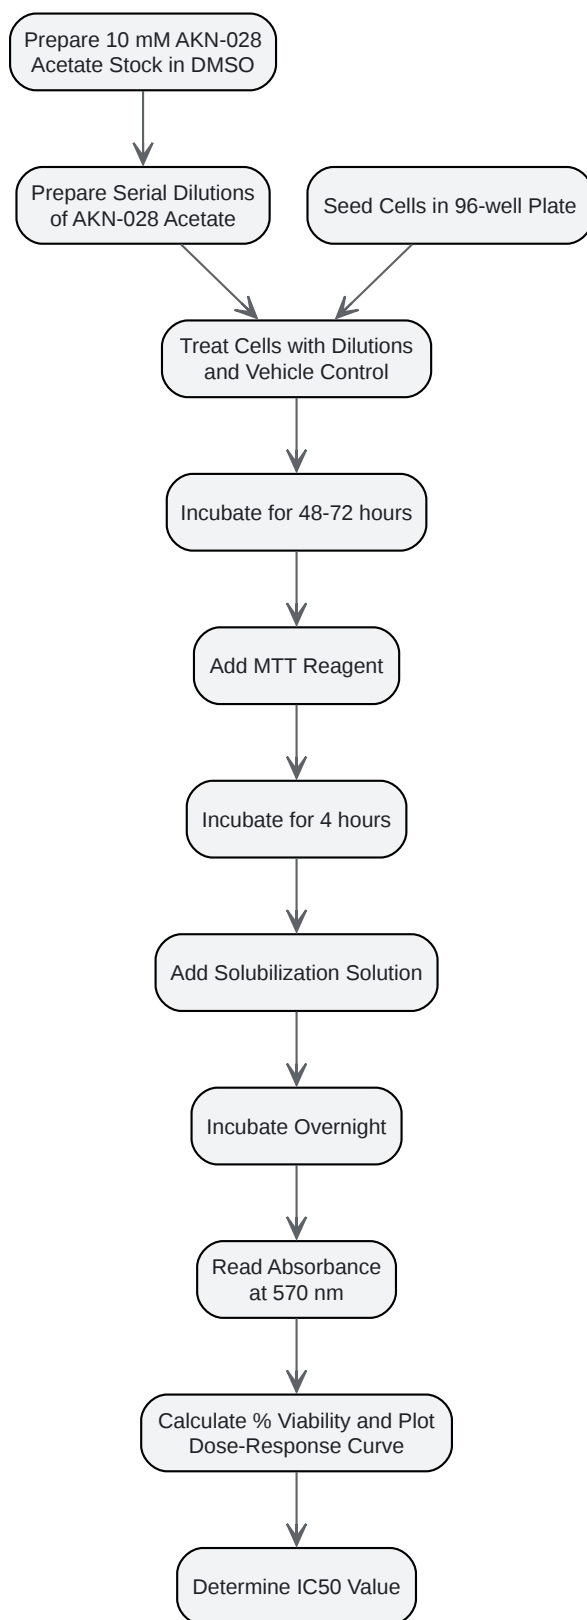 Prepare 10 mM AKN-028
Acetate Stock in DMSO
Prepare Serial Dilutions
of AKN-028 Acetate
Seed Cells in 96-well Plate
Treat Cells with Dilutions
and Vehicle Control
Incubate for 48-72 hours
Add MTT Reagent
Incubate for 4 hours
Add Solubilization Solution
Incubate Overnight
Read Absorbance
at 570 nm
Calculate % Viability and Plot
Dose-Response Curve
Determine IC50 Value